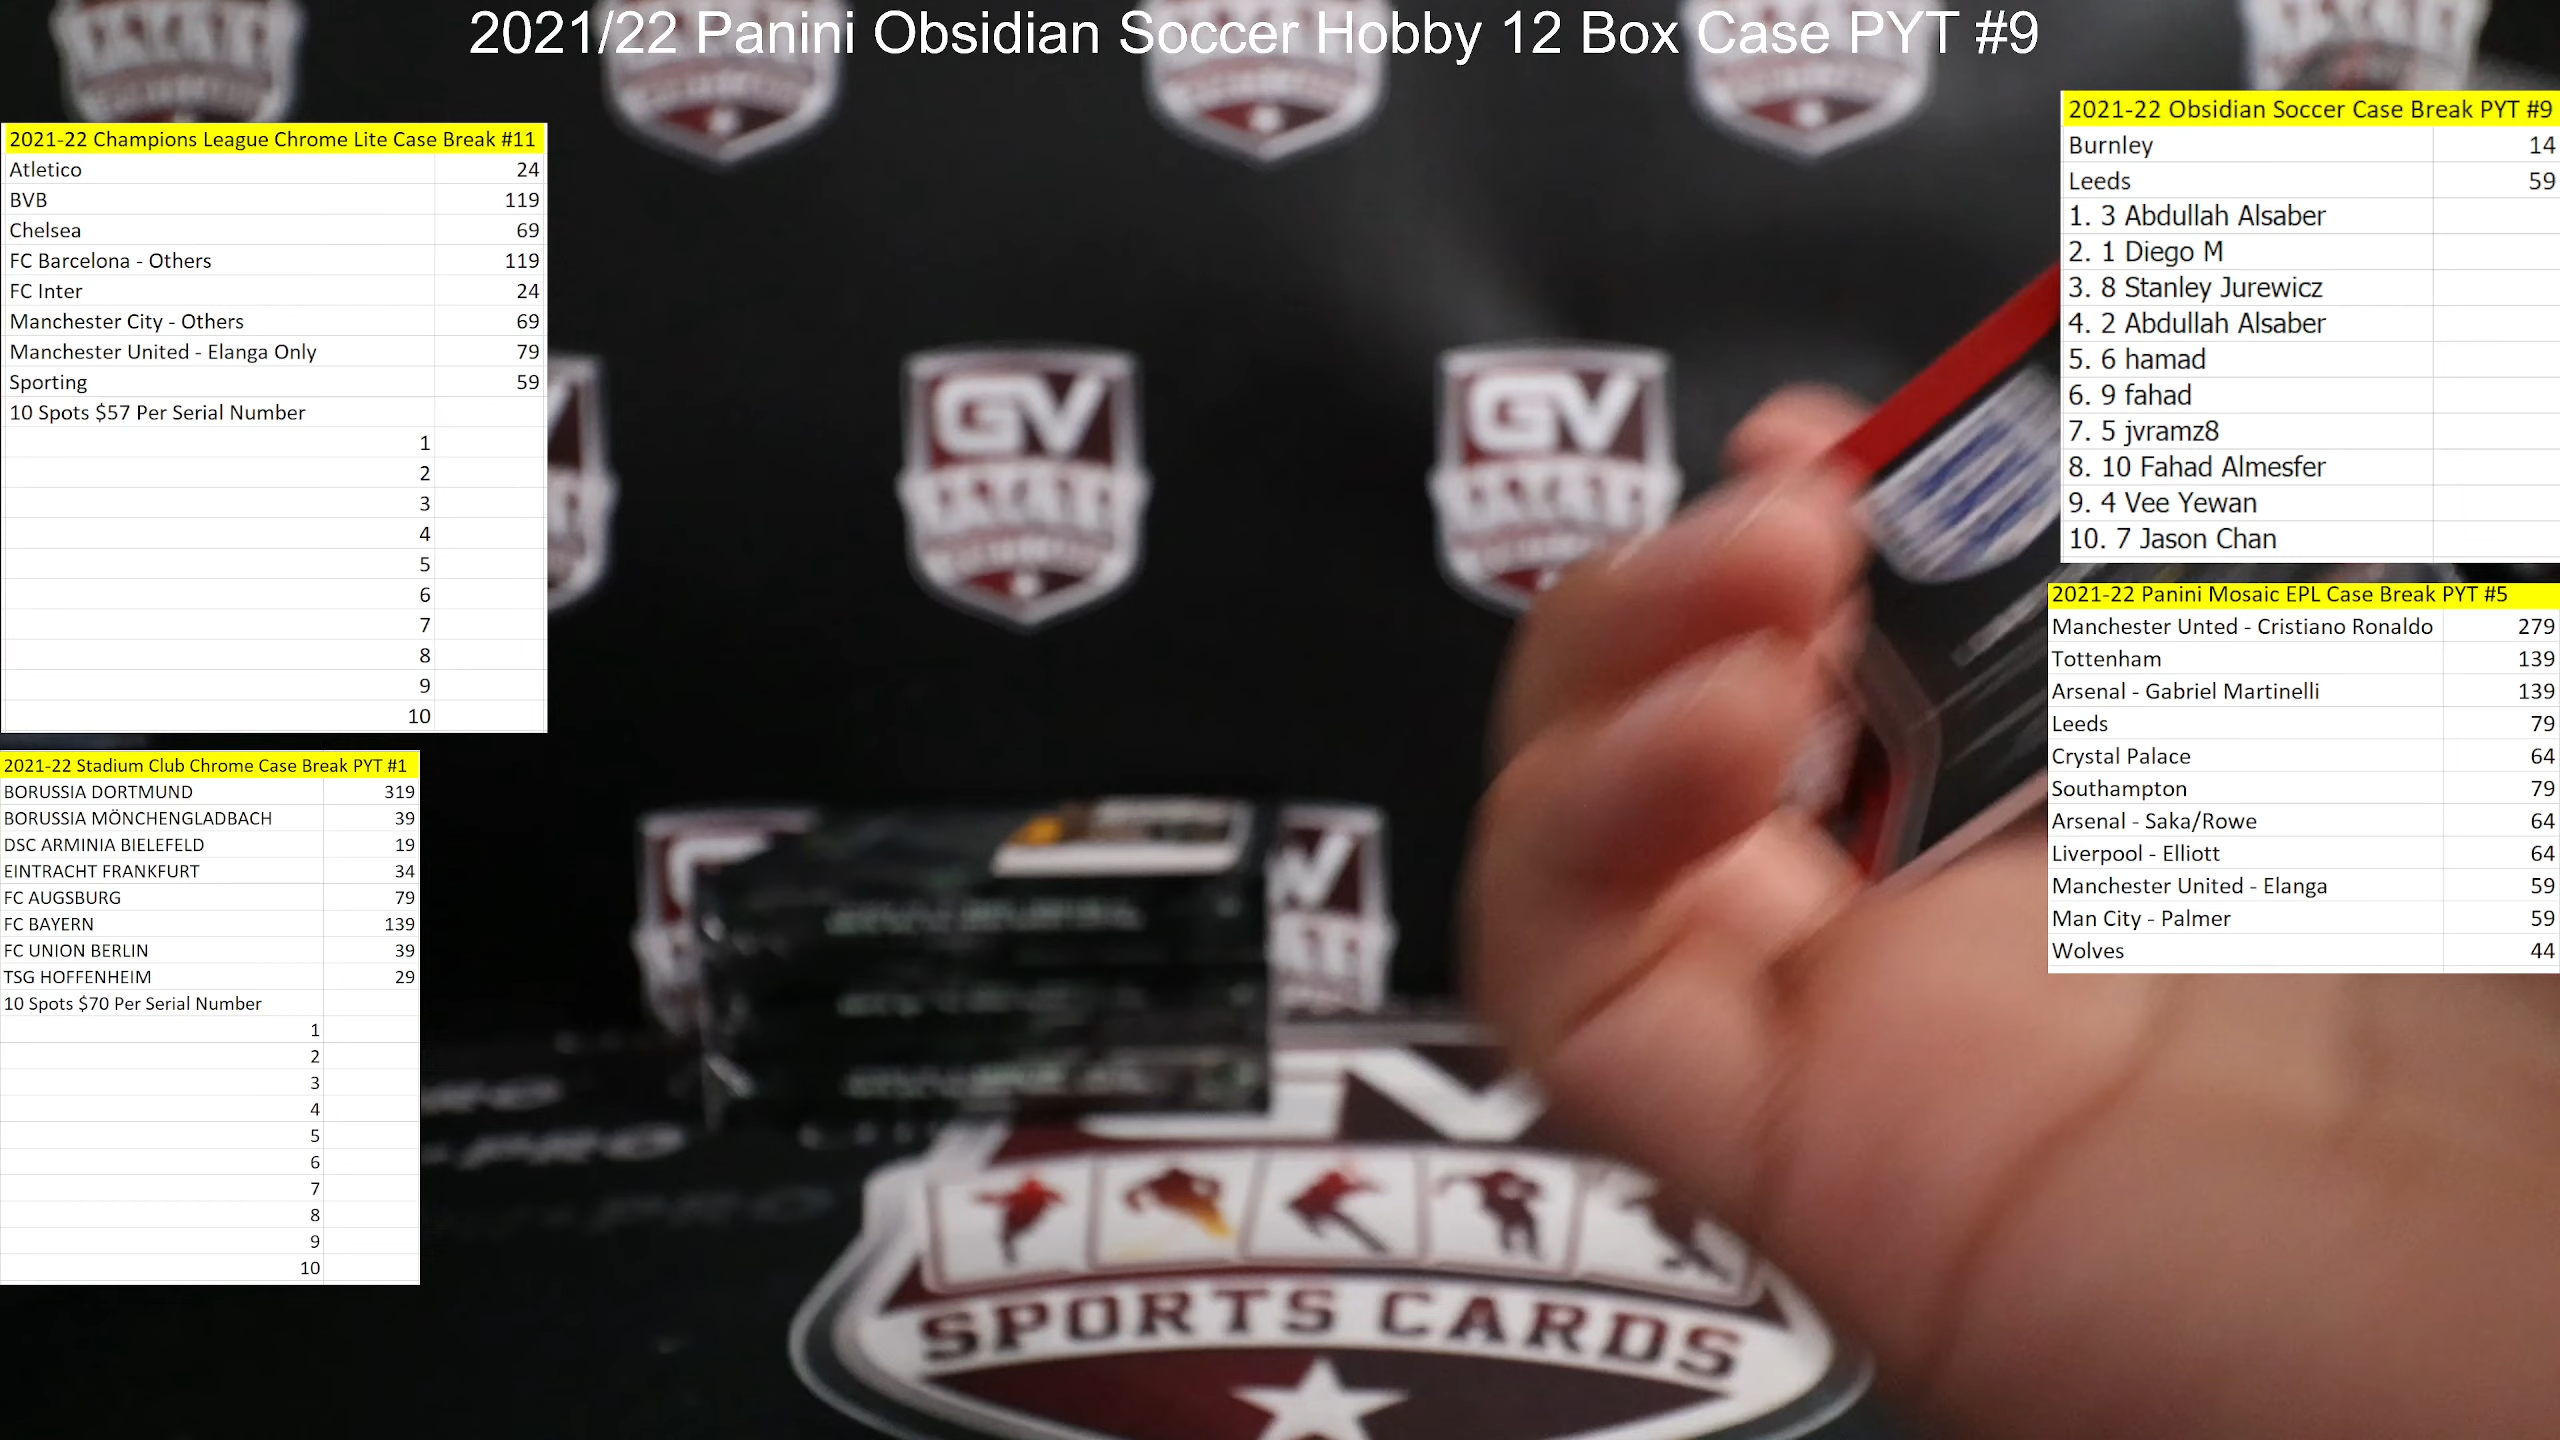 2021/22 Panini Obsidian Soccer Hobby 12 Box Case PYT #9
2021-22 Champions League Chrome Lite Case Break #11
Atletico 24
BVB 119
Chelsea 69
FC Barcelona - Others 119
FC Inter 24
Manchester City - Others 69
Manchester United - Elanga Only 79
Sporting 59
10 Spots $57 Per Serial Number
1
2
3
4
5
6
7
8
9
10
2021-22 Stadium Club Chrome Case Break PYT #1
BORUSSIA DORTMUND 319
BORUSSIA MÖNCHENGLADBACH 39
DSC ARMINIA BIELEFELD 19
EINTRACHT FRANKFURT 34
FC AUGSBURG 79
FC BAYERN 139
FC UNION BERLIN 39
TSG HOFFENHEIM 29
10 Spots $70 Per Serial Number
1
2
3
4
5
6
7
8
9
10
2021-22 Obsidian Soccer Case Break PYT #9
Burnley 14
Leeds 59
1. 3 Abdullah Alsaber
2. 1 Diego M
3. 8 Stanley Jurewicz
4. 2 Abdullah Alsaber
5. 6 hamad
6. 9 fahad
7. 5 jvramz8
8. 10 Fahad Almesfer
9. 4 Vee Yewan
10. 7 Jason Chan
2021-22 Panini Mosaic EPL Case Break PYT #5
Manchester Unted - Cristiano Ronaldo 279
Tottenham 139
Arsenal - Gabriel Martinelli 139
Leeds 79
Crystal Palace 64
Southampton 79
Arsenal - Saka/Rowe 64
Liverpool - Elliott 64
Manchester United - Elanga 59
Man City - Palmer 59
Wolves 44
GV
GV
SPORTS CARDS